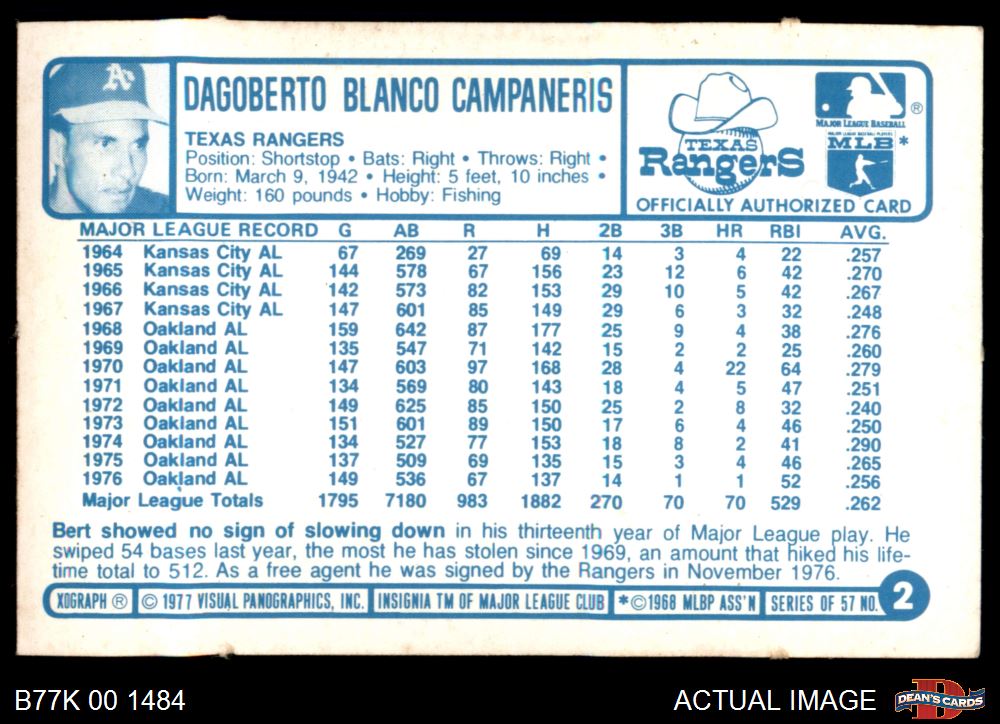 A's
DAGOBERTO BLANCO CAMPANERIS
TEXAS RANGERS
Position: Shortstop • Bats: Right • Throws: Right •
Born: March 9, 1942 • Height: 5 feet, 10 inches •
Weight: 160 pounds • Hobby: Fishing
TEXAS
RangerS
MAJOR LEAGUE BASEBALL ®
MAJOR LEAGUE BASEBALL PLAYERS
MLB *
OFFICIALLY AUTHORIZED CARD
MAJOR LEAGUE RECORD G AB R H 2B 3B HR RBI AVG.
1964 Kansas City AL 67 269 27 69 14 3 4 22 .257
1965 Kansas City AL 144 578 67 156 23 12 6 42 .270
1966 Kansas City AL 142 573 82 153 29 10 5 42 .267
1967 Kansas City AL 147 601 85 149 29 6 3 32 .248
1968 Oakland AL 159 642 87 177 25 9 4 38 .276
1969 Oakland AL 135 547 71 142 15 2 2 25 .260
1970 Oakland AL 147 603 97 168 28 4 22 64 .279
1971 Oakland AL 134 569 80 143 18 4 5 47 .251
1972 Oakland AL 149 625 85 150 25 2 8 32 .240
1973 Oakland AL 151 601 89 150 17 6 4 46 .250
1974 Oakland AL 134 527 77 153 18 8 2 41 .290
1975 Oakland AL 137 509 69 135 15 3 4 46 .265
1976 Oakland AL 149 536 67 137 14 1 1 52 .256
Major League Totals 1795 7180 983 1882 270 70 70 529 .262
Bert showed no sign of slowing down in his thirteenth year of Major League play. He
swiped 54 bases last year, the most he has stolen since 1969, an amount that hiked his life-
time total to 512. As a free agent he was signed by the Rangers in November 1976.
XOGRAPH ® © 1977 VISUAL PANOGRAPHICS, INC. INSIGNIA TM OF MAJOR LEAGUE CLUB *©1968 MLBP ASS'N SERIES OF 57 NO. 2
B77K 00 1484 ACTUAL IMAGE DEAN'S CARDS